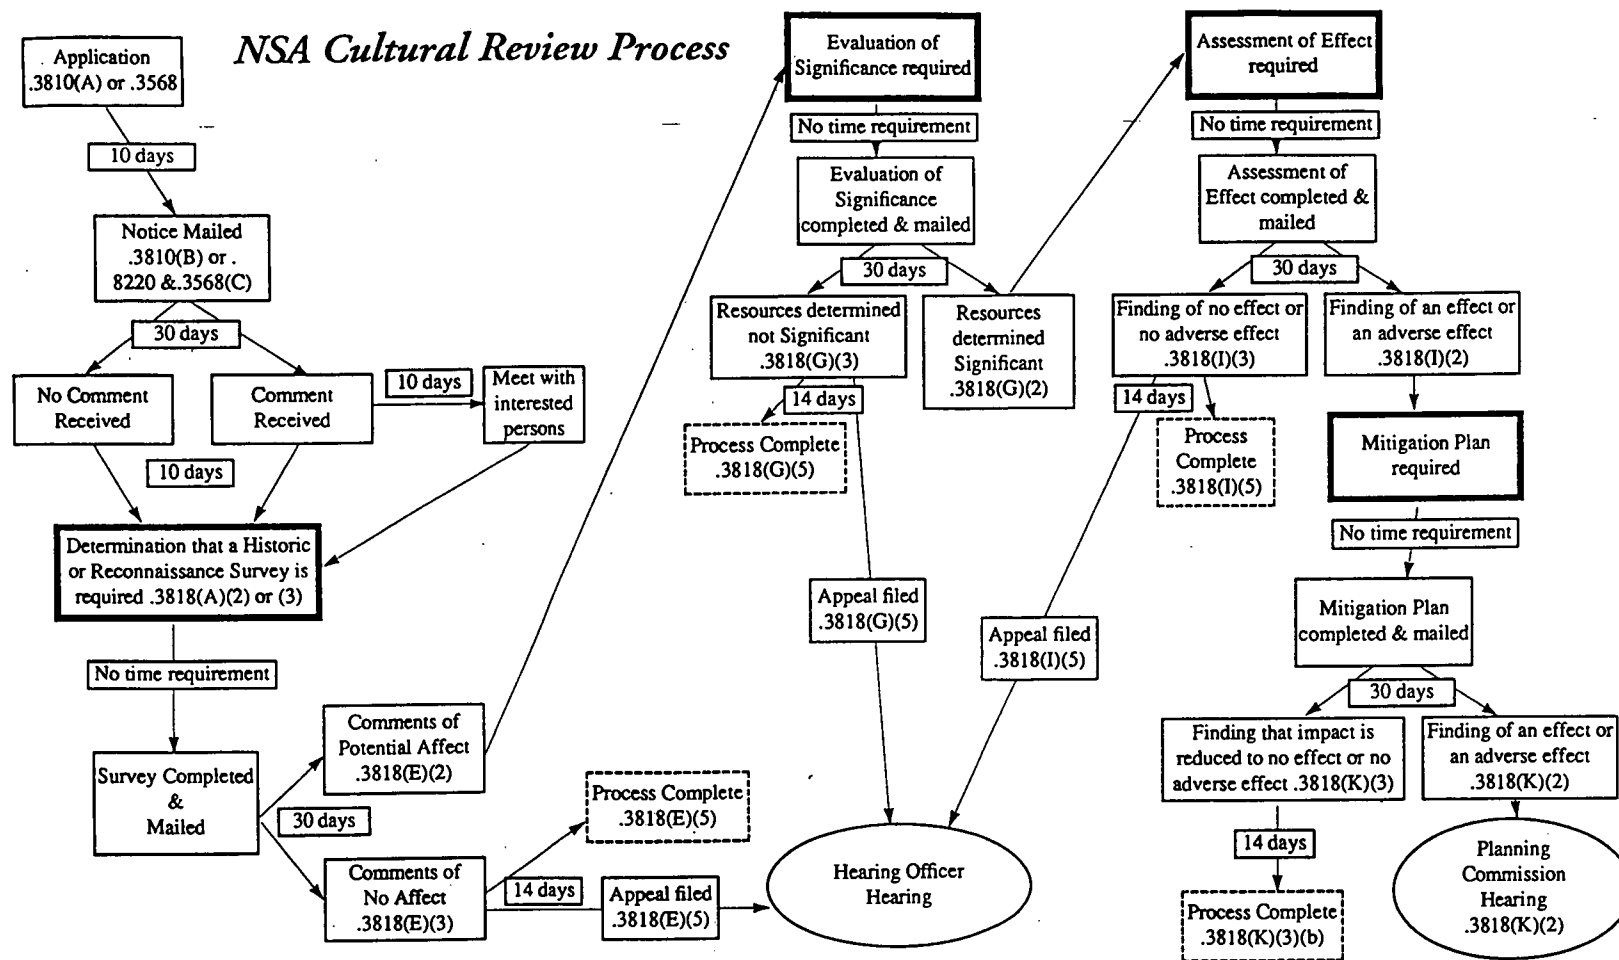 NSA Cultural Review Process
Application
.3810(A) or .3568
10 days
Notice Mailed
.3810(B) or .
8220 &.3568(C)
30 days
No Comment
Received
Comment
Received
10 days
Meet with
interested
persons
10 days
Determination that a Historic
or Reconnaissance Survey is
required .3818(A)(2) or (3)
No time requirement
Survey Completed
&
Mailed
30 days
Comments of
Potential Affect
.3818(E)(2)
Comments of
No Affect
.3818(E)(3)
Process Complete
.3818(E)(5)
14 days
Appeal filed
.3818(E)(5)
Evaluation of
Significance required
No time requirement
Evaluation of
Significance
completed & mailed
30 days
Resources determined
not Significant
.3818(G)(3)
Resources
determined
Significant
.3818(G)(2)
14 days
Process Complete
.3818(G)(5)
Appeal filed
.3818(G)(5)
Hearing Officer
Hearing
Assessment of Effect
required
No time requirement
Assessment of
Effect completed &
mailed
30 days
Finding of no effect or
no adverse effect
.3818(I)(3)
Finding of an effect or
an adverse effect
.3818(I)(2)
14 days
Process
Complete
.3818(I)(5)
Appeal filed
.3818(I)(5)
Mitigation Plan
required
No time requirement
Mitigation Plan
completed & mailed
30 days
Finding that impact is
reduced to no effect or no
adverse effect .3818(K)(3)
Finding of an effect or
an adverse effect
.3818(K)(2)
14 days
Process Complete
.3818(K)(3)(b)
Planning
Commission
Hearing
.3818(K)(2)